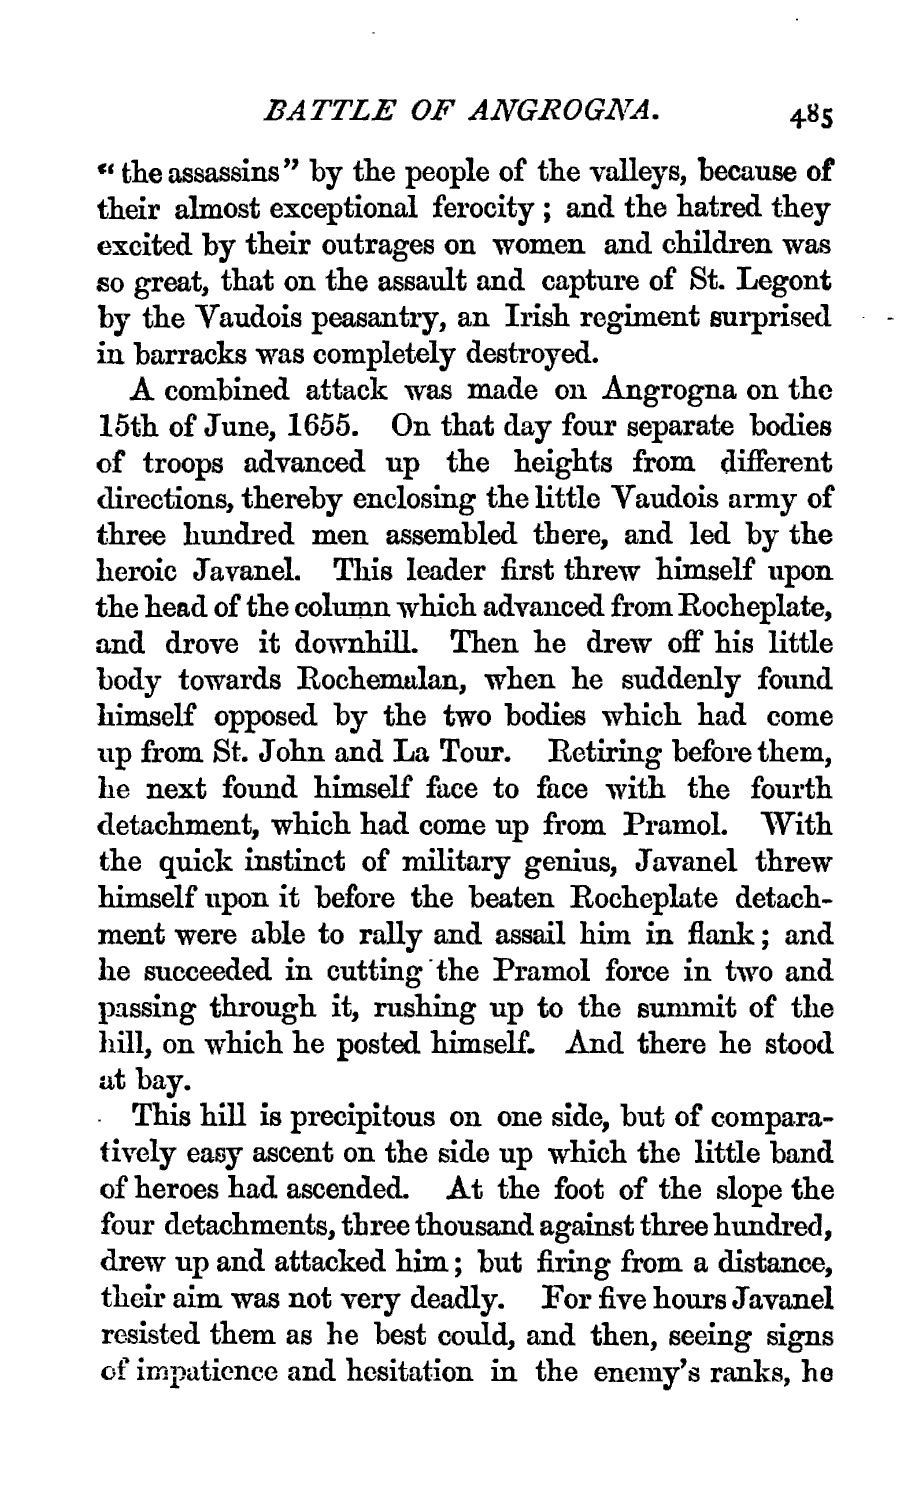 BATTLE OF ANGROGNA. 485
“the assassins” by the people of the valleys, because of
their almost exceptional ferocity; and the hatred they
excited by their outrages on women and children was
so great, that on the assault and capture of St. Legont
by the Vaudois peasantry, an Irish regiment surprised
in barracks was completely destroyed.
A combined attack was made on Angrogna on the
15th of June, 1655. On that day four separate bodies
of troops advanced up the heights from different
directions, thereby enclosing the little Vaudois army of
three hundred men assembled there, and led by the
heroic Javanel. This leader first threw himself upon
the head of the column which advanced from Rocheplate,
and drove it downhill. Then he drew off his little
body towards Rochemalan, when he suddenly found
himself opposed by the two bodies which had come
up from St. John and La Tour. Retiring before them,
he next found himself face to face with the fourth
detachment, which had come up from Pramol. With
the quick instinct of military genius, Javanel threw
himself upon it before the beaten Rocheplate detach-
ment were able to rally and assail him in flank; and
he succeeded in cutting the Pramol force in two and
passing through it, rushing up to the summit of the
hill, on which he posted himself. And there he stood
at bay.
This hill is precipitous on one side, but of compara-
tively easy ascent on the side up which the little band
of heroes had ascended. At the foot of the slope the
four detachments, three thousand against three hundred,
drew up and attacked him; but firing from a distance,
their aim was not very deadly. For five hours Javanel
resisted them as he best could, and then, seeing signs
of impatience and hesitation in the enemy's ranks, he